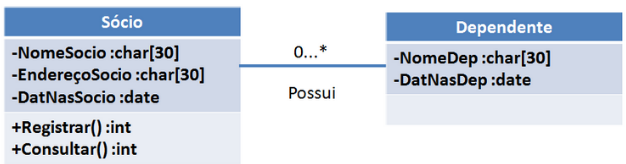 Sócio
-NomeSocio :char[30]
-EndereçoSocio :char[30]
-DatNasSocio :date
+Registrar() :int
+Consultar() :int
0...*
Possui
Dependente
-NomeDep :char[30]
-DatNasDep :date